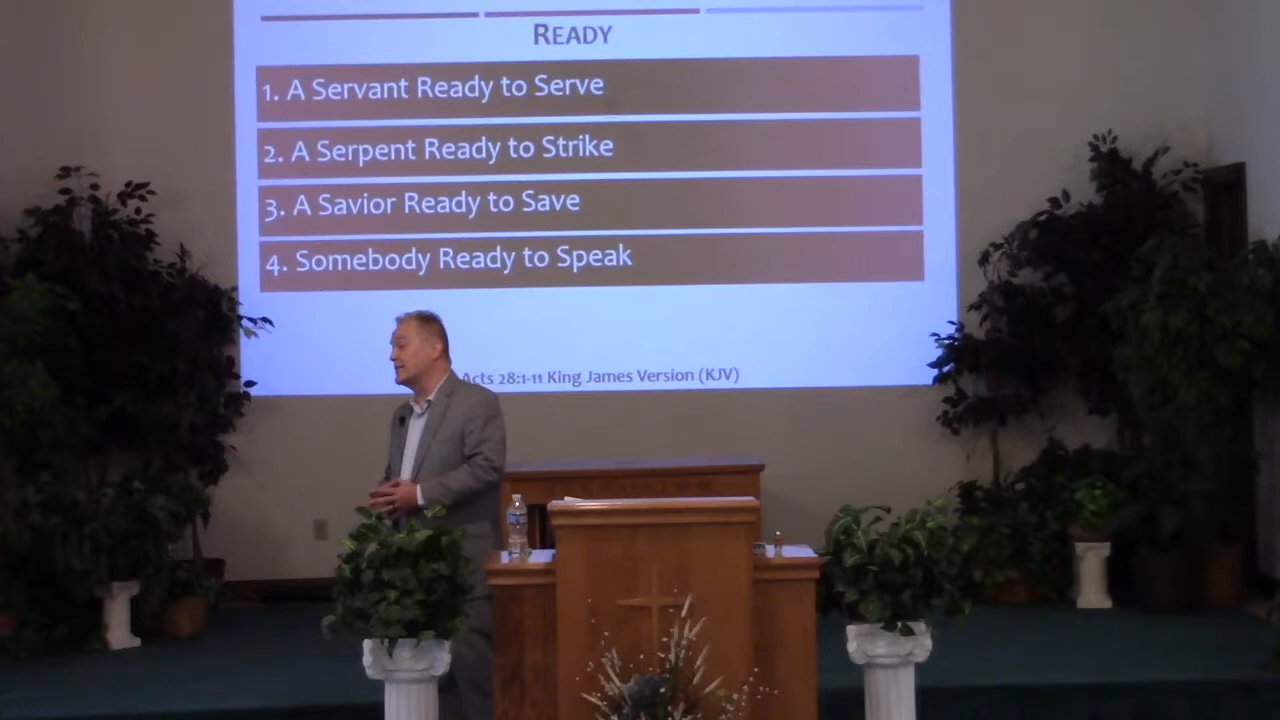 READY
1. A Servant Ready to Serve
2. A Serpent Ready to Strike
3. A Savior Ready to Save
4. Somebody Ready to Speak
Acts 28:1-11 King James Version (KJV)